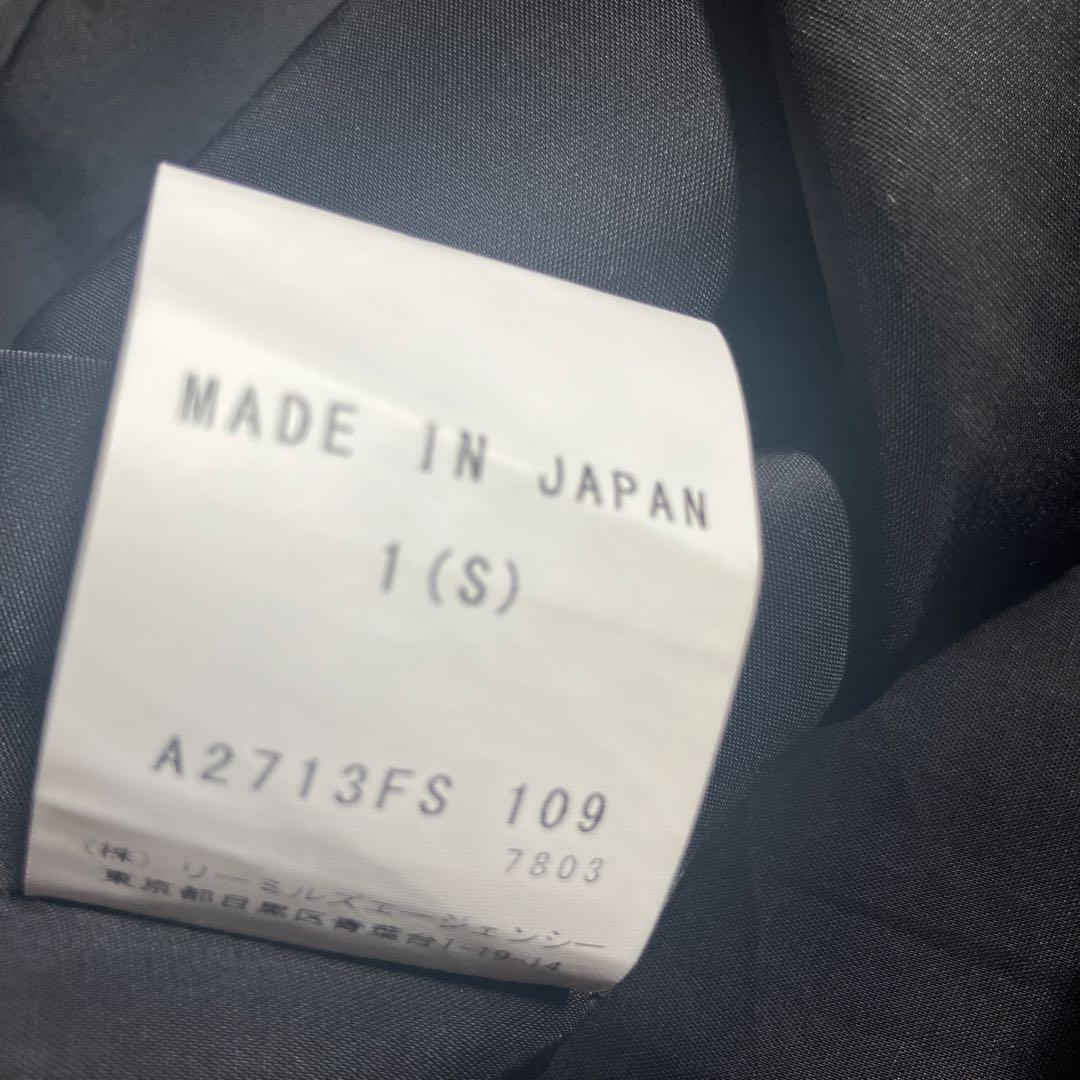 MADE IN JAPAN
1(S)
A2713FS 109
7803
(株) リーミルズエージェンシー
東京都目黒区青葉台1-19-14